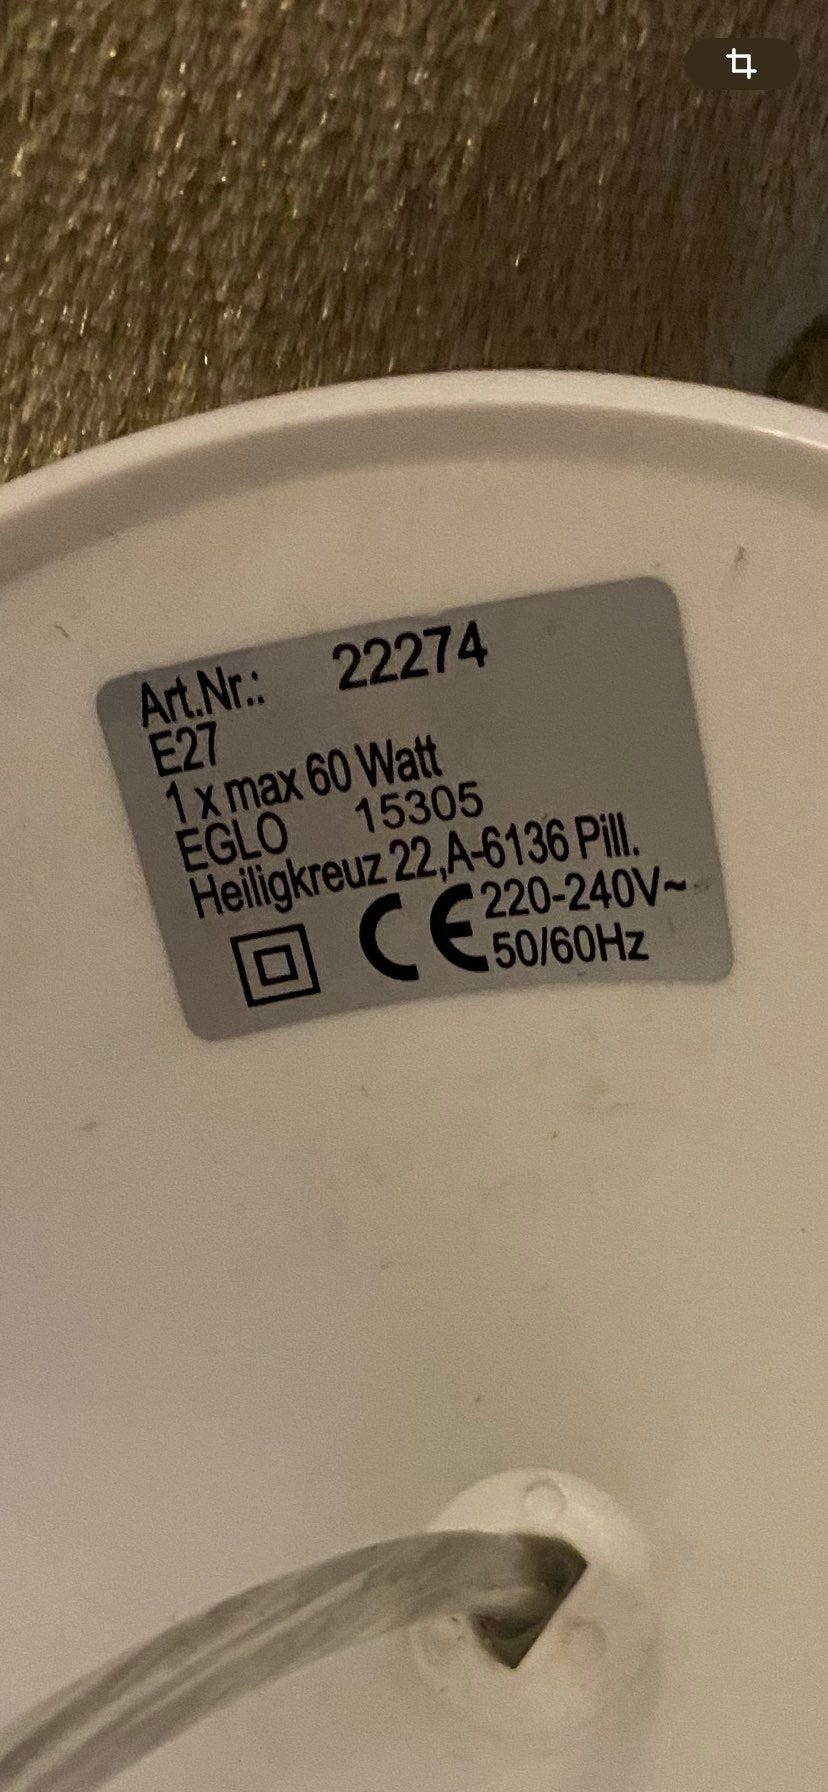 Art.Nr.: 22274
E27
1 x max 60 Watt
EGLO 15305
Heiligkreuz 22,A-6136 Pill.
CE 220-240V~
50/60Hz